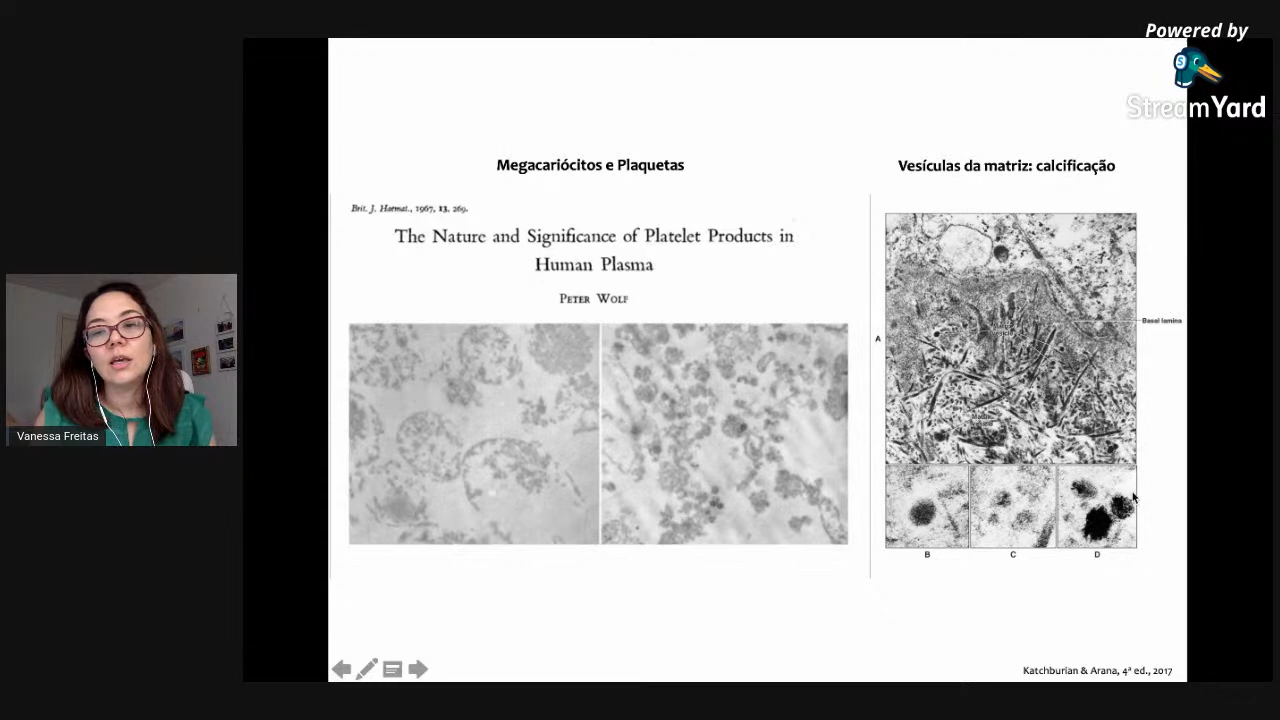 Powered by
StreamYard
Megacariócitos e Plaquetas
Vesículas da matriz: calcificação
Brit. J. Haemat., 1967, 13, 269.
The Nature and Significance of Platelet Products in
Human Plasma
PETER WOLF
Basal lamina
A
B
C
D
Vanessa Freitas
Katchburian & Arana, 4ª ed., 2017